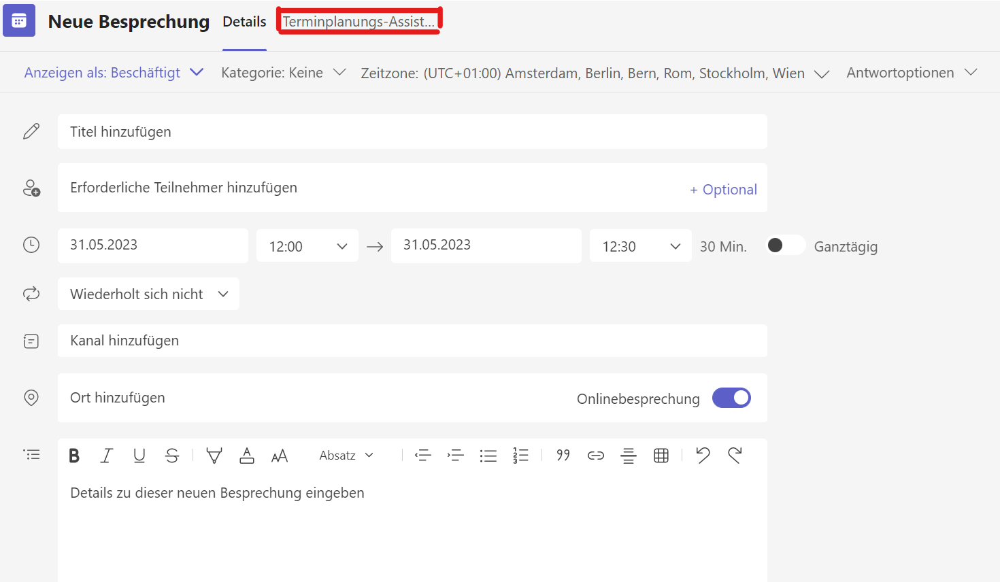 Neue Besprechung Details Terminplanungs-Assist...
Anzeigen als: Beschäftigt Kategorie: Keine Zeitzone: (UTC+01:00) Amsterdam, Berlin, Bern, Rom, Stockholm, Wien Antwortoptionen
Titel hinzufügen
Erforderliche Teilnehmer hinzufügen + Optional
31.05.2023 12:00 31.05.2023 12:30 30 Min. Ganztägig
Wiederholt sich nicht
Kanal hinzufügen
Ort hinzufügen Onlinebesprechung
Absatz
Details zu dieser neuen Besprechung eingeben